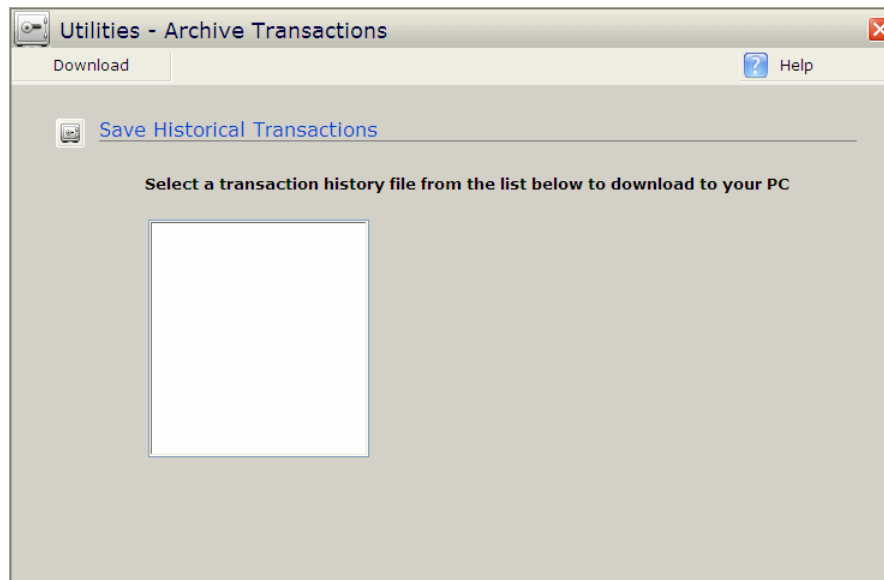 Utilities - Archive Transactions
Download
? Help
Save Historical Transactions
Select a transaction history file from the list below to download to your PC